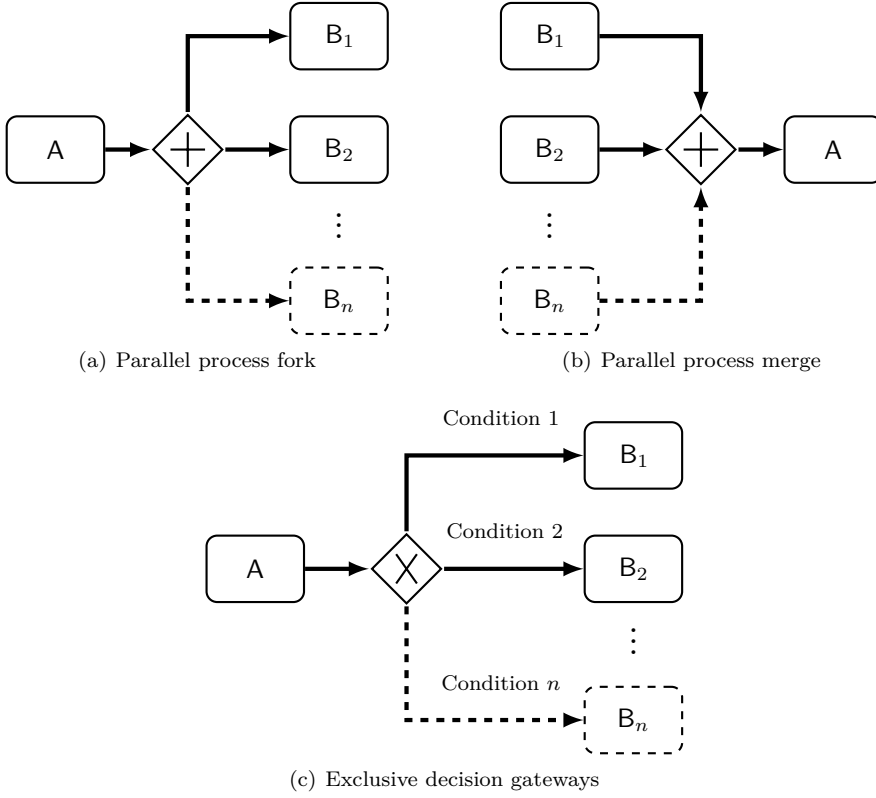 B₁
A
B₂
⋮
Bₙ
(a) Parallel process fork
B₁
B₂
A
⋮
Bₙ
(b) Parallel process merge
Condition 1
B₁
A
Condition 2
B₂
⋮
Condition n
Bₙ
(c) Exclusive decision gateways